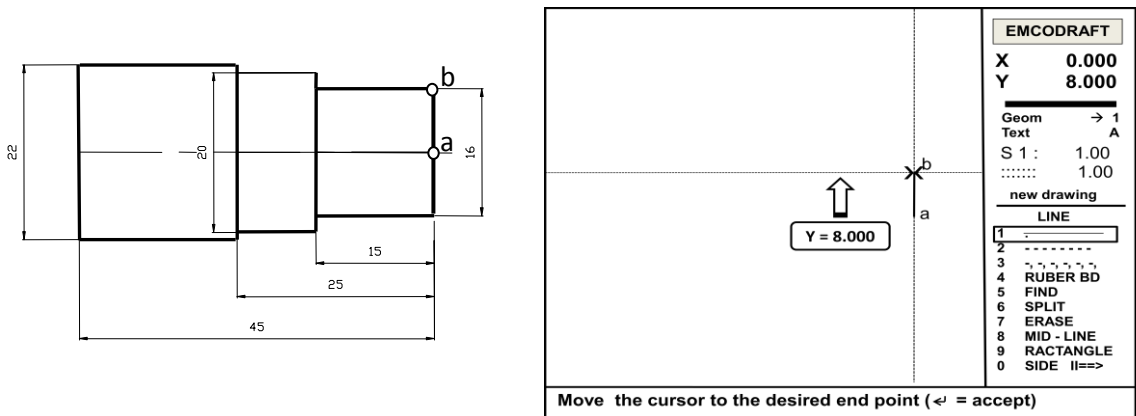 b
a
22
20
16
15
25
45
b
a
Y = 8.000
EMCODRAFT
X 0.000
Y 8.000
Geom → 1
Text A
S 1 : 1.00
::::::: 1.00
new drawing
LINE
1 .
2 - - - - - - - -
3 -,-,-,-,-,-,
4 RUBER BD
5 FIND
6 SPLIT
7 ERASE
8 MID - LINE
9 RACTANGLE
0 SIDE II==>
Move the cursor to the desired end point (↵ = accept)